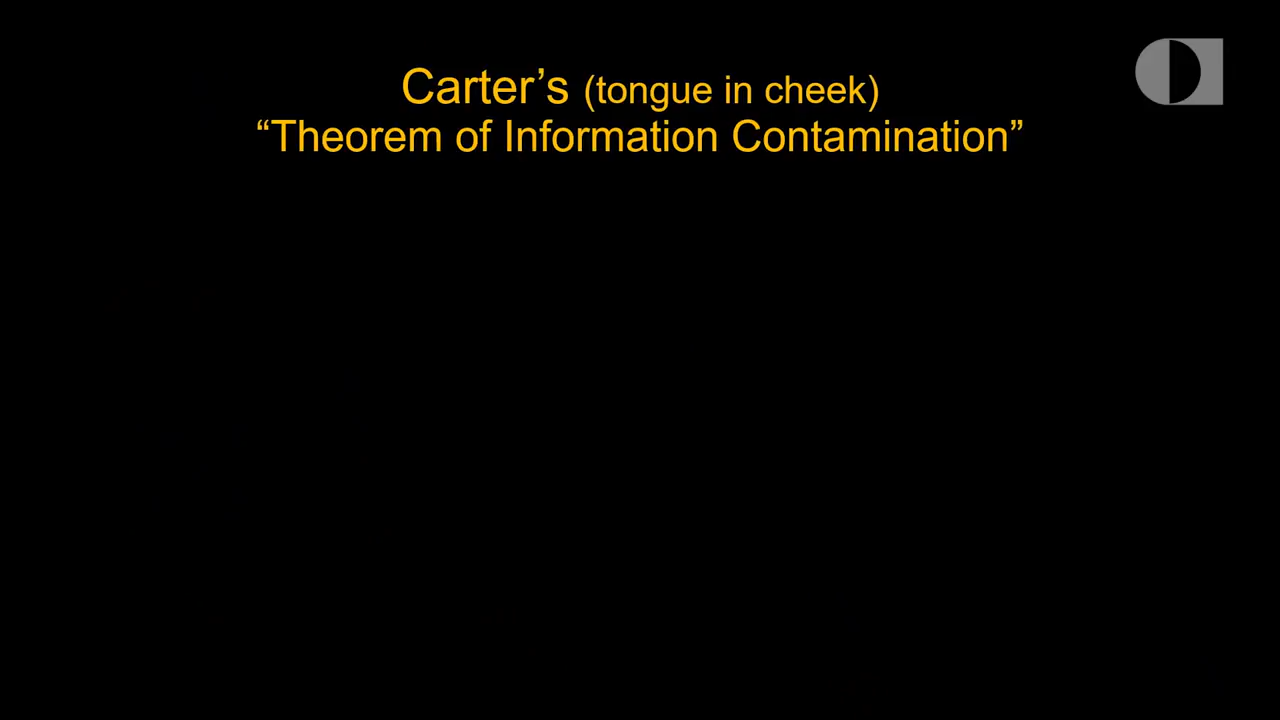 Carter’s (tongue in cheek)
“Theorem of Information Contamination”